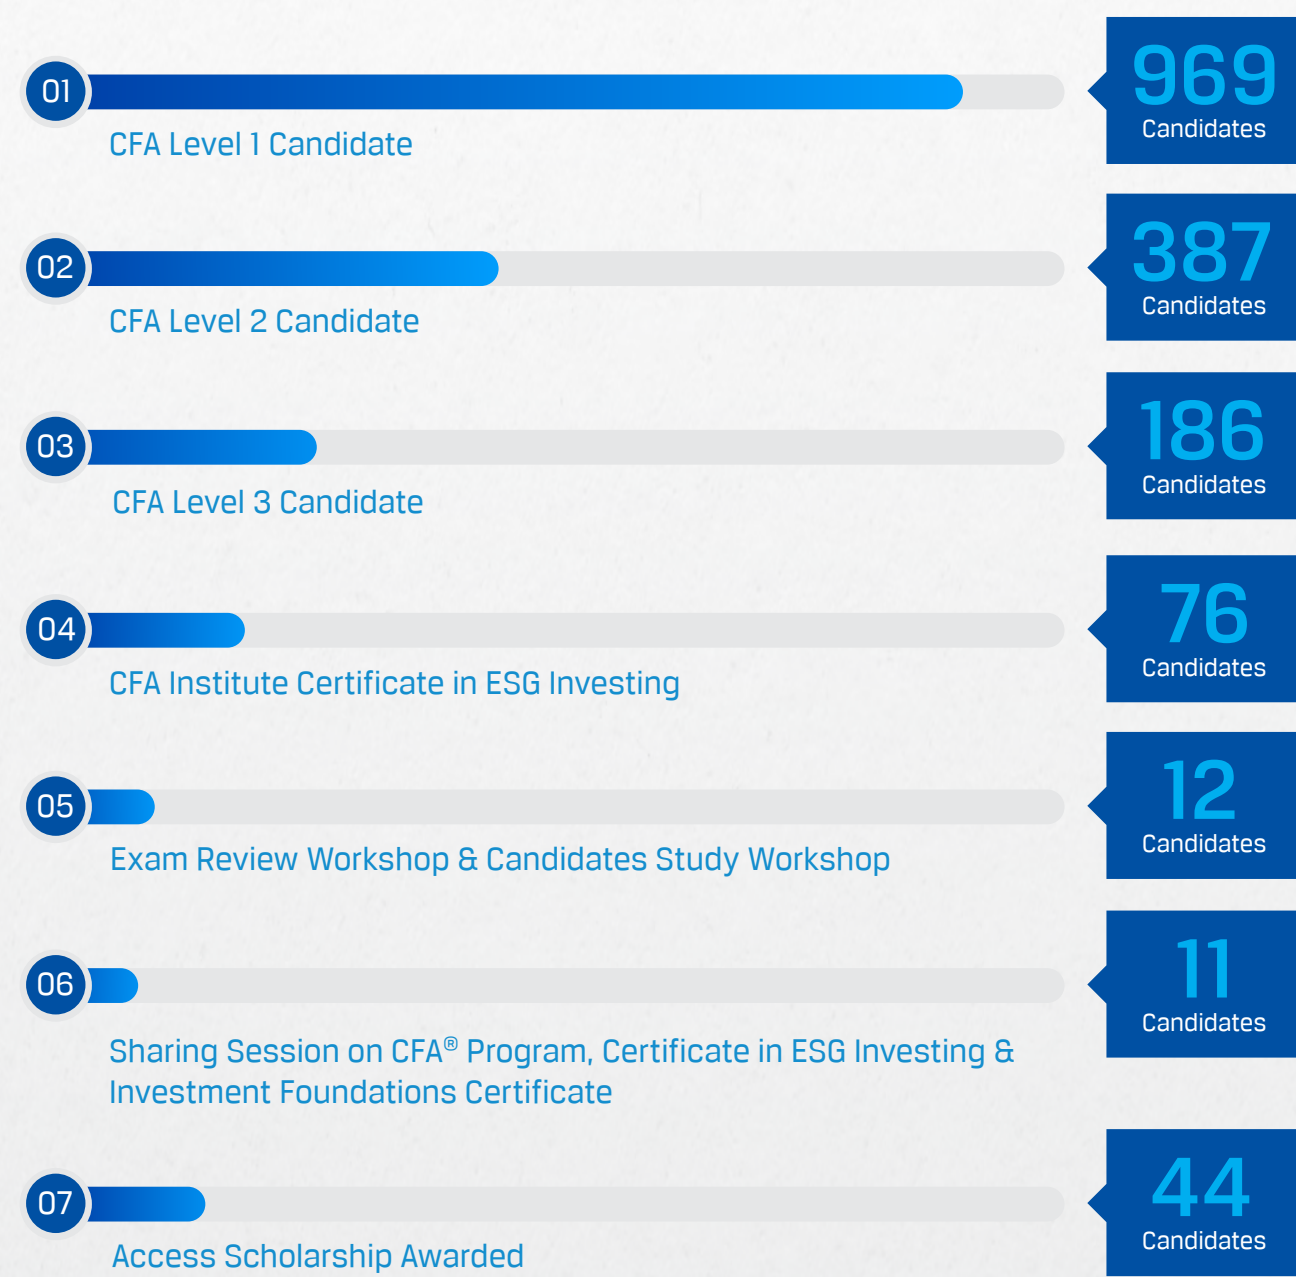 01
969
Candidates
CFA Level 1 Candidate
02
387
Candidates
CFA Level 2 Candidate
03
186
Candidates
CFA Level 3 Candidate
04
76
Candidates
CFA Institute Certificate in ESG Investing
05
12
Candidates
Exam Review Workshop & Candidates Study Workshop
06
11
Candidates
Sharing Session on CFA® Program, Certificate in ESG Investing &
Investment Foundations Certificate
07
44
Candidates
Access Scholarship Awarded